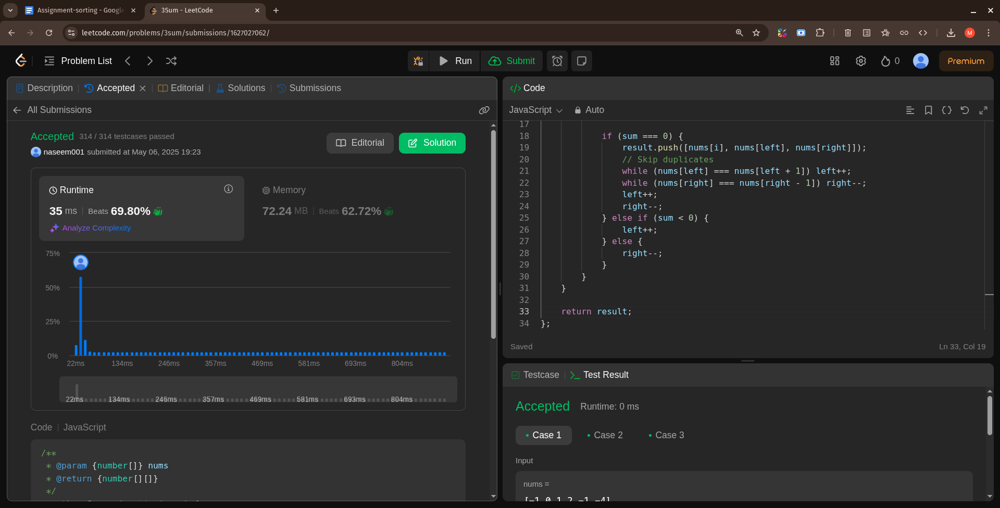 Assignment-sorting - Google
3Sum - LeetCode
leetcode.com/problems/3sum/submissions/1627027062/
M
Problem List
Run
Submit
0
Premium
Description
Accepted
Editorial
Solutions
Submissions
All Submissions
Accepted 314 / 314 testcases passed
naseem001 submitted at May 06, 2025 19:23
Editorial
Solution
Runtime
35 ms | Beats 69.80%
Analyze Complexity
Memory
72.24 MB | Beats 62.72%
75%
50%
25%
0%
22ms 134ms 246ms 357ms 469ms 581ms 693ms 804ms
22ms 134ms 246ms 357ms 469ms 581ms 693ms 804ms
Code | JavaScript
/**
* @param {number[]} nums
* @return {number[][]}
*/
</> Code
JavaScript
Auto
17
18 if (sum === 0) {
19 result.push([nums[i], nums[left], nums[right]]);
20 // Skip duplicates
21 while (nums[left] === nums[left + 1]) left++;
22 while (nums[right] === nums[right - 1]) right--;
23 left++;
24 right--;
25 } else if (sum < 0) {
26 left++;
27 } else {
28 right--;
29 }
30 }
31 }
32
33 return result;
34 };
Saved
Ln 33, Col 19
Testcase
Test Result
Accepted Runtime: 0 ms
• Case 1
• Case 2
• Case 3
Input
nums =
[-1,0,1,2,-1,-4]